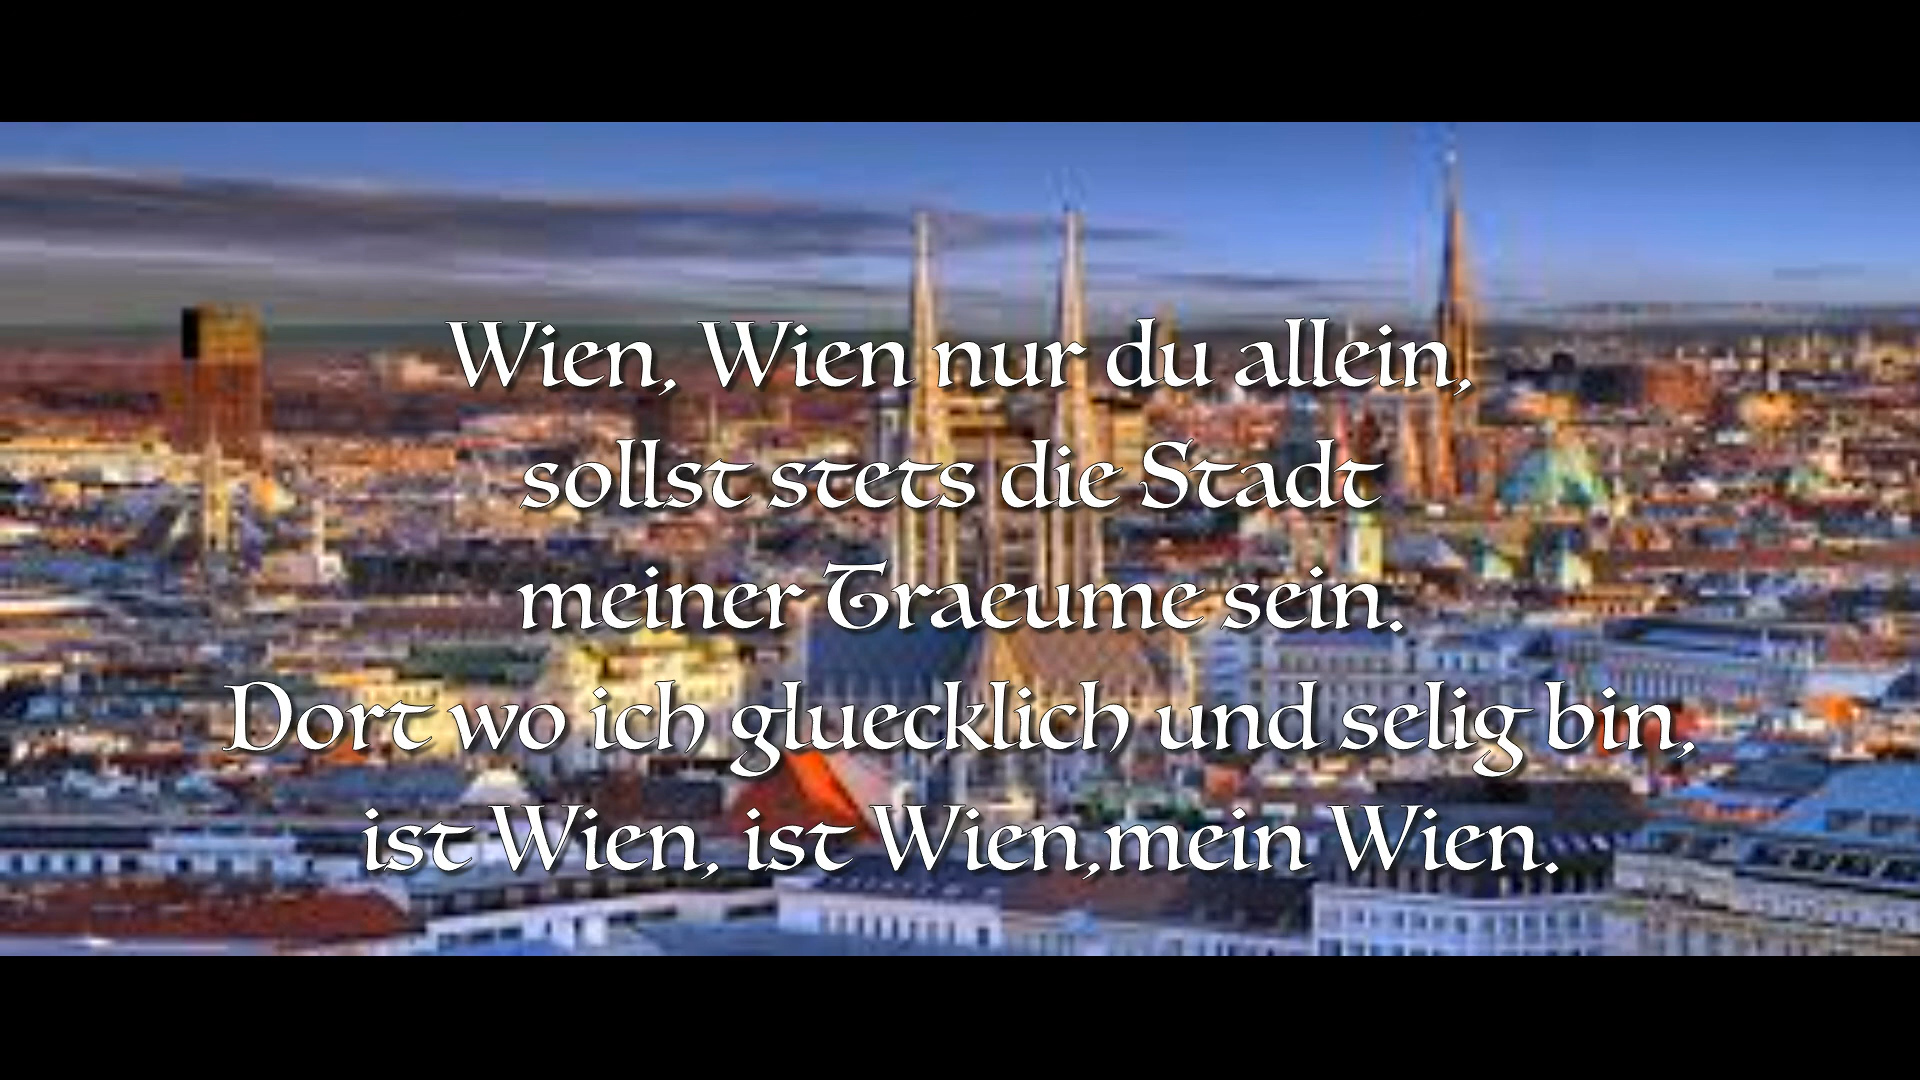 Wien, Wien nur du allein,
sollst stets die Stadt
meiner Traeume sein.
Dort wo ich gluecklich und selig bin,
ist Wien, ist Wien,mein Wien.